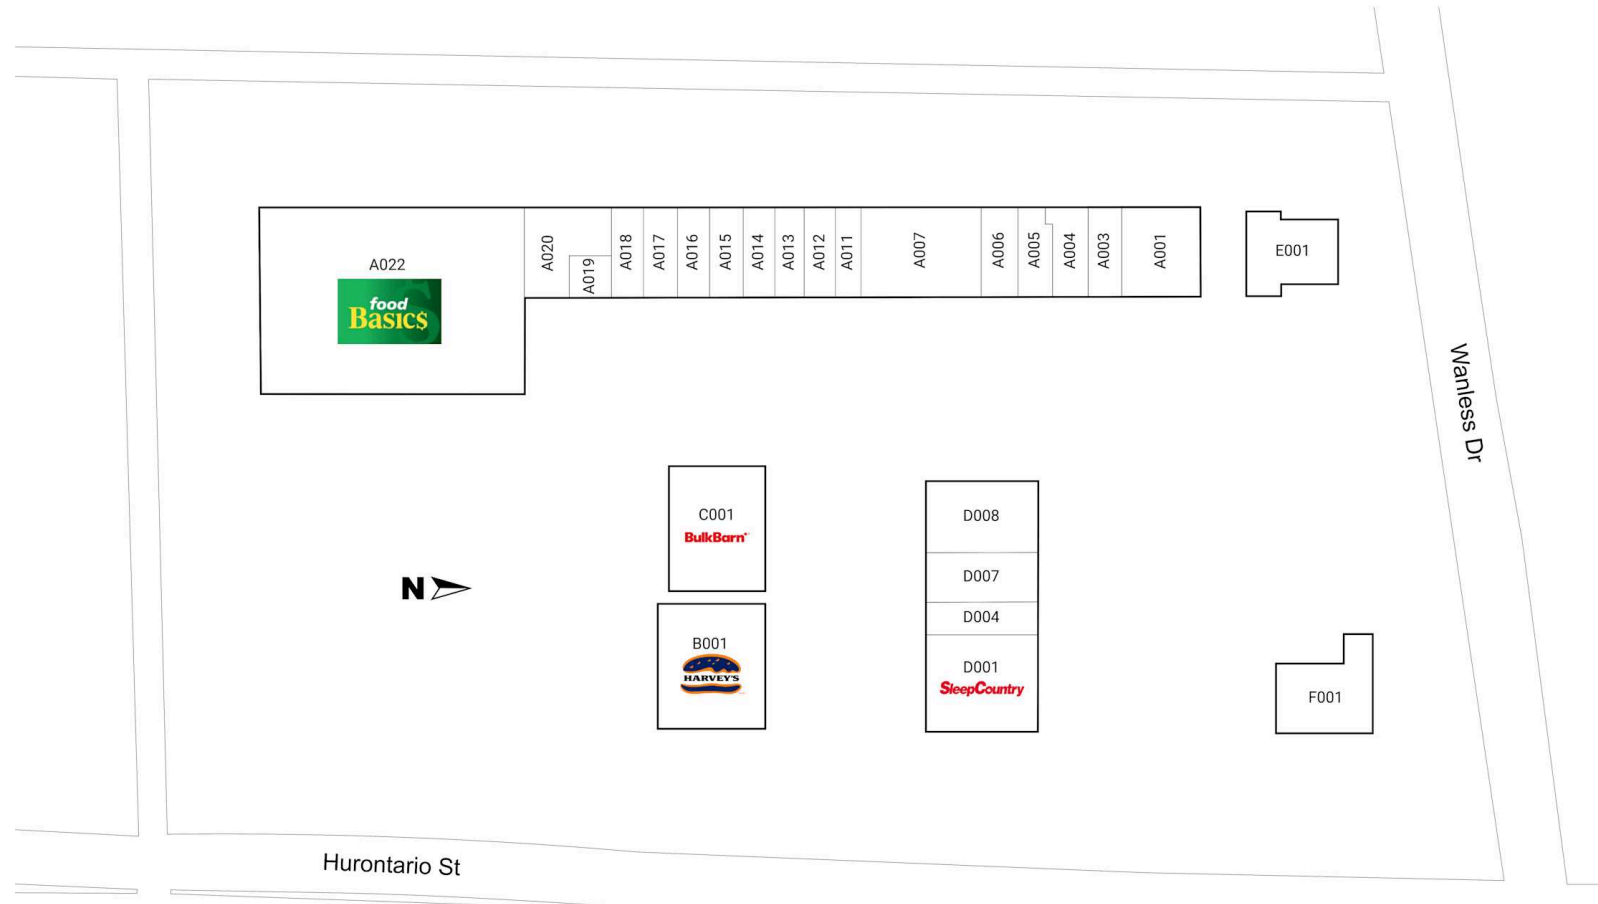 A022
food
Basics
A020
A019
A018
A017
A016
A015
A014
A013
A012
A011
A007
A006
A005
A004
A003
A001
E001
Wanless Dr
C001
BulkBarn
D008
D007
D004
D001
SleepCountry
N
B001
HARVEY'S
F001
Hurontario St